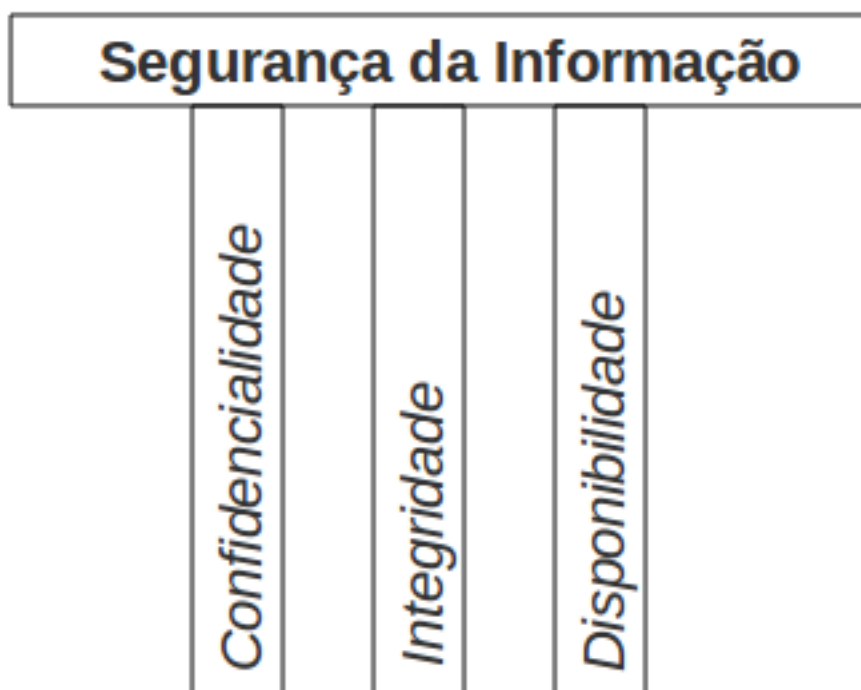 Segurança da Informação
Confidencialidade
Integridade
Disponibilidade